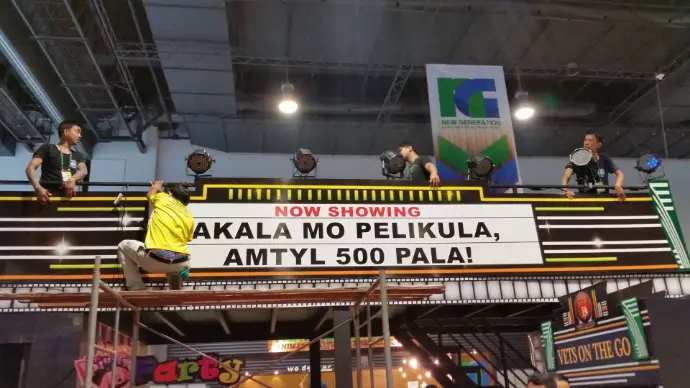 NEW GENERATION
NOW SHOWING
AKALA MO PELIKULA,
AMTYL 500 PALA!
Party
VETS ON THE GO